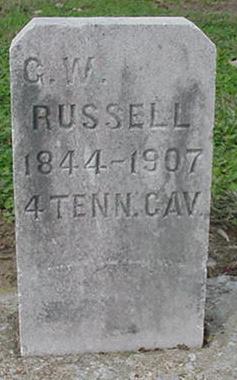 G. W.
RUSSELL
1844-1907
4 TENN. CAV.